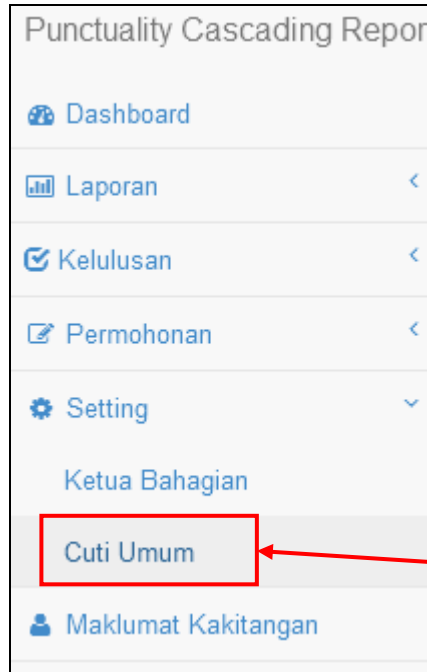 Punctuality Cascading Repor
Dashboard
Laporan
Kelulusan
Permohonan
Setting
Ketua Bahagian
Cuti Umum
Maklumat Kakitangan